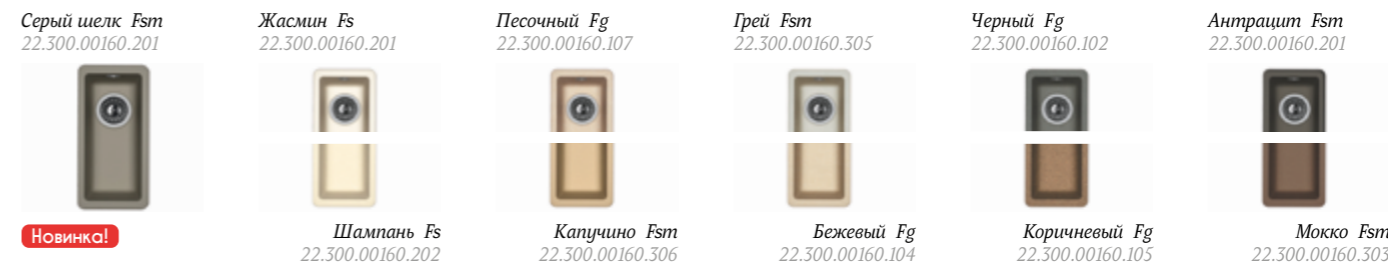 Серый шелк Fsm
22.300.00160.201
Новинка!
Жасмин Fs
22.300.00160.201
Шампань Fs
22.300.00160.202
Песочный Fg
22.300.00160.107
Капучино Fsm
22.300.00160.306
Грей Fsm
22.300.00160.305
Бежевый Fg
22.300.00160.104
Черный Fg
22.300.00160.102
Коричневый Fg
22.300.00160.105
Антрацит Fsm
22.300.00160.201
Мокко Fsm
22.300.00160.303